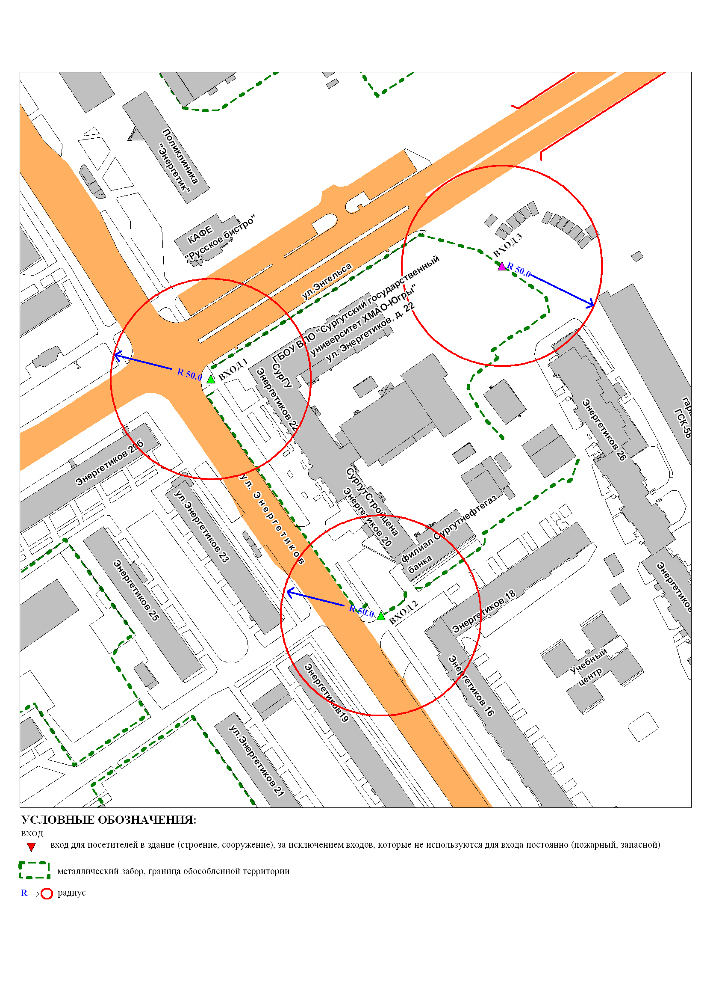 Поликлиника
"Энергетик"
КАФЕ
"Русское бистро"
ВХОД 3
R 50.0
ул.Энгельса
ГБОУ ВПО "Сургутский государственный
университет ХМАО-Югры"
ул. Энергетиков, д. 22
СурГУ
Энергетиков 22
ВХОД 1
R 50.0
Энергетиков 26
ГСК-58
Энергетиков 29б
ул.Энергетиков 23
ул. Энергетиков
СургутСтройцена
Энергетиков 20
филиал Сургутнефтегаз
банка
Энергетиков 25
R 50.0
ВХОД 2
Энергетиков 18
Энергетиков
Энергетиков19
Энергетиков 16
Учебный
центр
ул.Энергетиков 21
УСЛОВНЫЕ ОБОЗНАЧЕНИЯ:
ВХОД
вход для посетителей в здание (строение, сооружение), за исключением входов, которые не используются для входа постоянно (пожарный, запасной)
металлический забор, граница обособленной территории
R
радиус